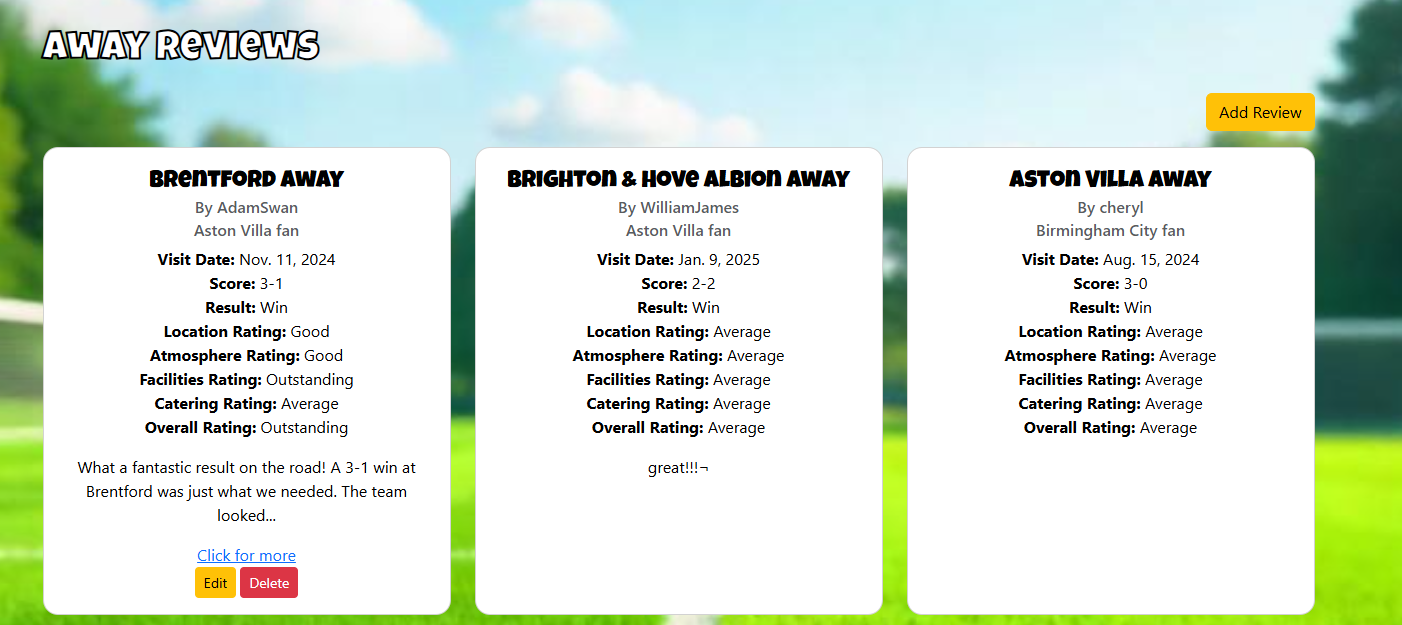 Away Reviews
Add Review
Brentford Away
By AdamSwan
Aston Villa fan
Visit Date: Nov. 11, 2024
Score: 3-1
Result: Win
Location Rating: Good
Atmosphere Rating: Good
Facilities Rating: Outstanding
Catering Rating: Average
Overall Rating: Outstanding
What a fantastic result on the road! A 3-1 win at
Brentford was just what we needed. The team
looked...
Click for more
Edit Delete
Brighton & Hove Albion Away
By WilliamJames
Aston Villa fan
Visit Date: Jan. 9, 2025
Score: 2-2
Result: Win
Location Rating: Average
Atmosphere Rating: Average
Facilities Rating: Average
Catering Rating: Average
Overall Rating: Average
great!!!¬
Aston Villa Away
By cheryl
Birmingham City fan
Visit Date: Aug. 15, 2024
Score: 3-0
Result: Win
Location Rating: Average
Atmosphere Rating: Average
Facilities Rating: Average
Catering Rating: Average
Overall Rating: Average